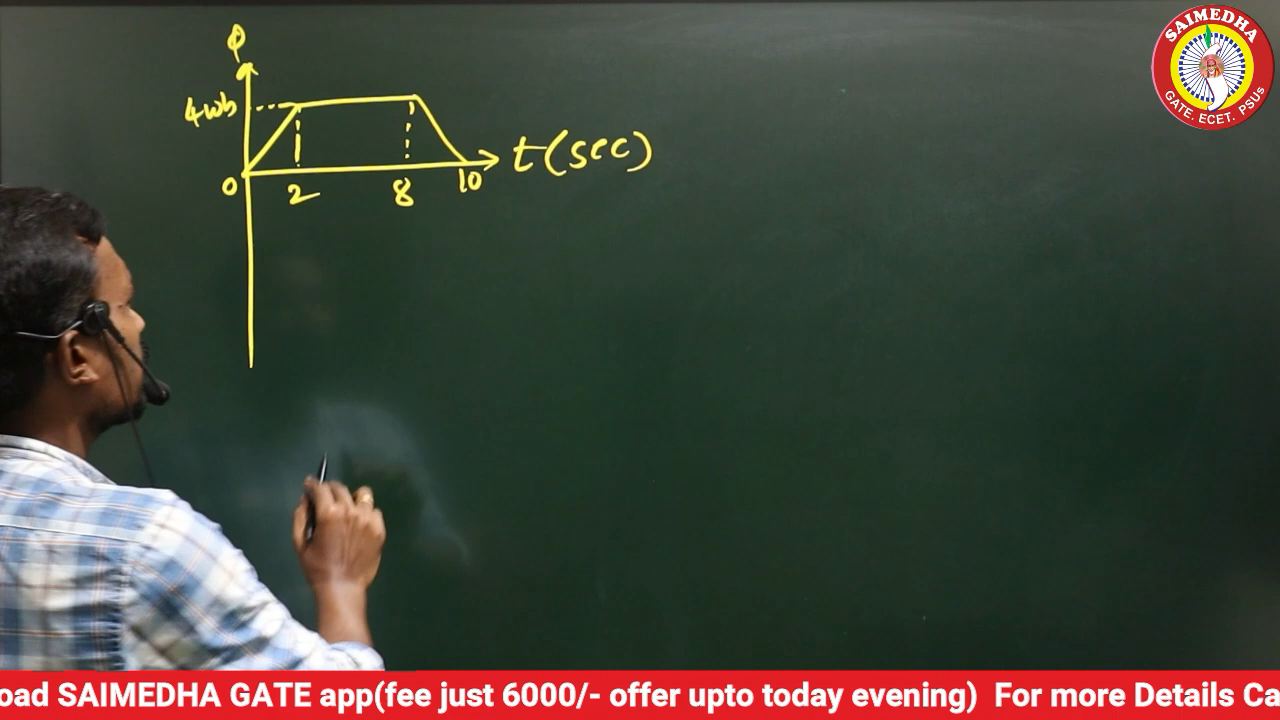 φ
4wb
t(sec)
0
2
8
10
SAIMEDHA
GATE. ECET. PSUs
oad SAIMEDHA GATE app(fee just 6000/- offer upto today evening) For more Details Ca